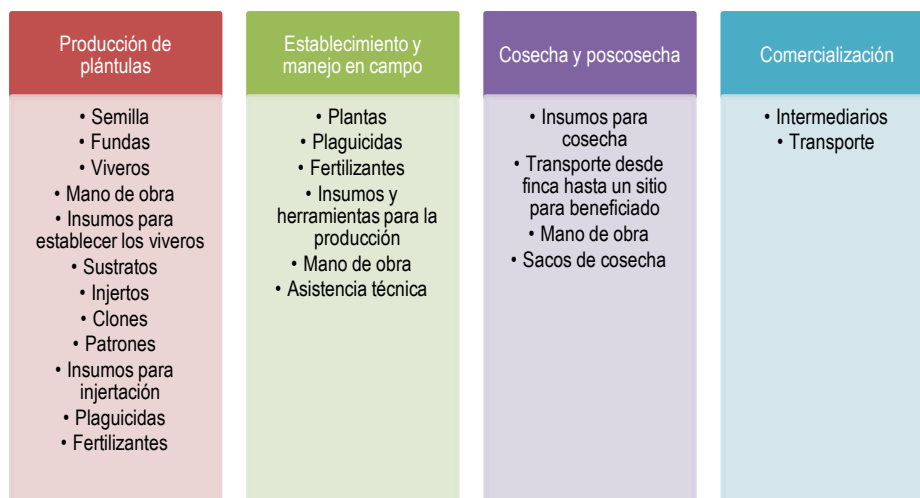 Producción de
plántulas
• Semilla
• Fundas
• Viveros
• Mano de obra
• Insumos para
establecer los viveros
• Sustratos
• Injertos
• Clones
• Patrones
• Insumos para
injertación
• Plaguicidas
• Fertilizantes
Establecimiento y
manejo en campo
• Plantas
• Plaguicidas
• Fertilizantes
• Insumos y
herramientas para la
producción
• Mano de obra
• Asistencia técnica
Cosecha y poscosecha
• Insumos para
cosecha
• Transporte desde
finca hasta un sitio
para beneficiado
• Mano de obra
• Sacos de cosecha
Comercialización
• Intermediarios
• Transporte